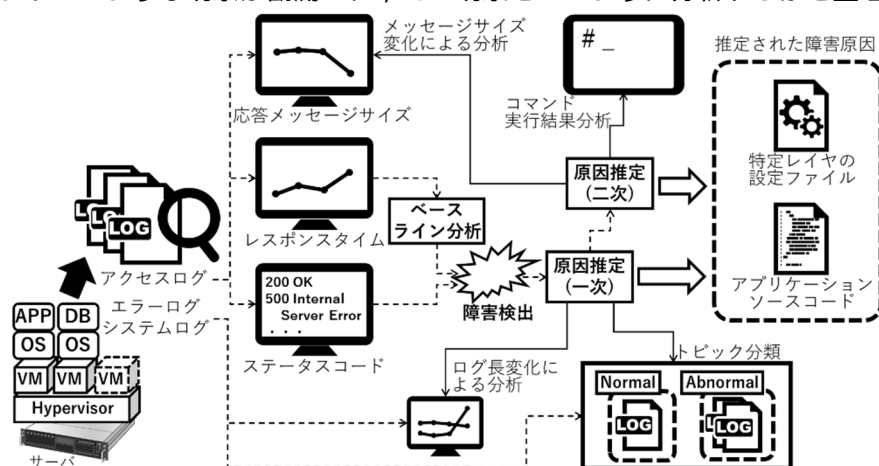 メッセージサイズ
変化による分析
# _
推定された障害原因
コマンド
実行結果分析
応答メッセージサイズ
原因推定
(二次)
特定レイヤの
設定ファイル
LOG
ベース
ライン分析
レスポンスタイム
アクセスログ
200 OK
500 Internal
Server Error
. . .
障害検出
原因推定
(一次)
アプリケーション
ソースコード
エラーログ
システムログ
APP
DB
OS
OS
VM
VM
VM
Hypervisor
サーバ
ステータスコード
ログ長変化に
よる分析
トピック分類
Normal
Abnormal
LOG
LOG